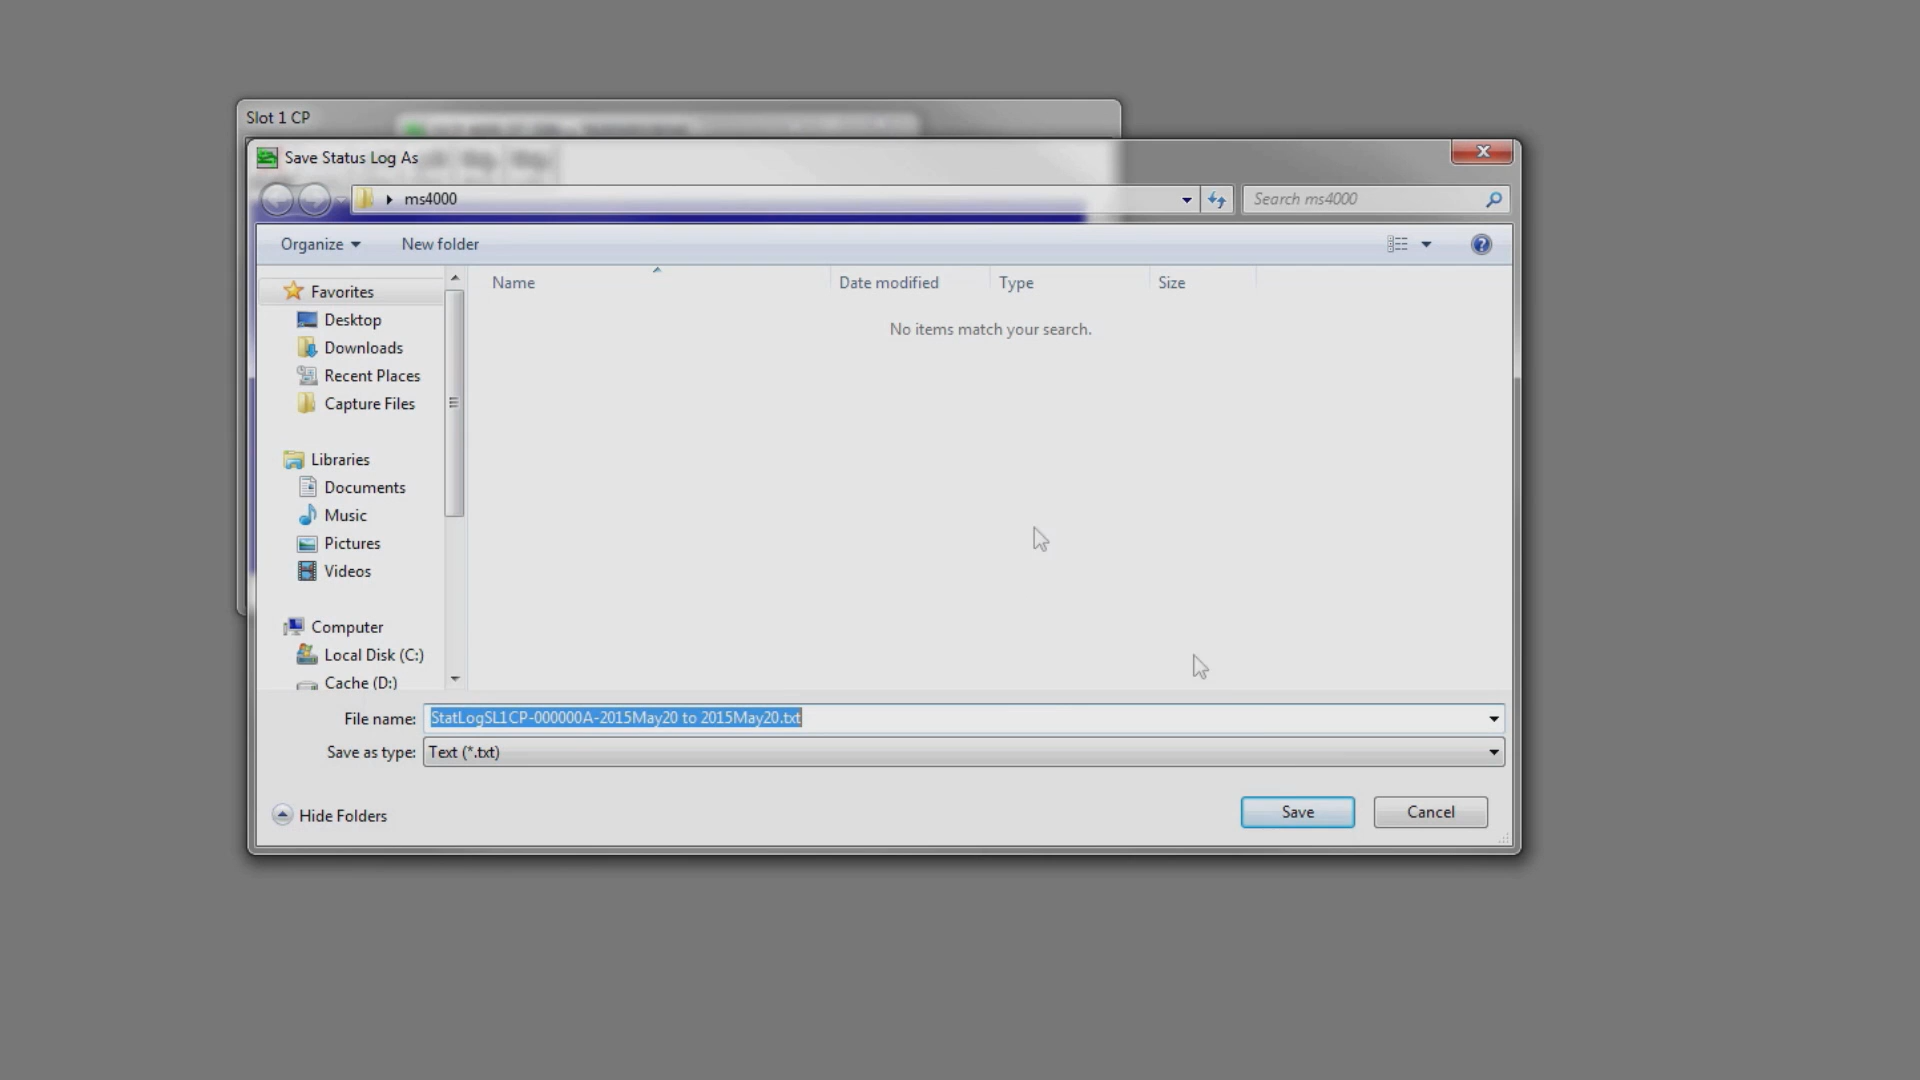 Slot 1 CP
Save Status Log As
ms4000
Search ms4000
Organize
New folder
Name
Date modified
Type
Size
No items match your search.
Favorites
Desktop
Downloads
Recent Places
Capture Files
Libraries
Documents
Music
Pictures
Videos
Computer
Local Disk (C:)
Cache (D:)
File name: StatLogSL1CP-000000A-2015May20 to 2015May20.txt
Save as type: Text (*.txt)
Hide Folders
Save
Cancel